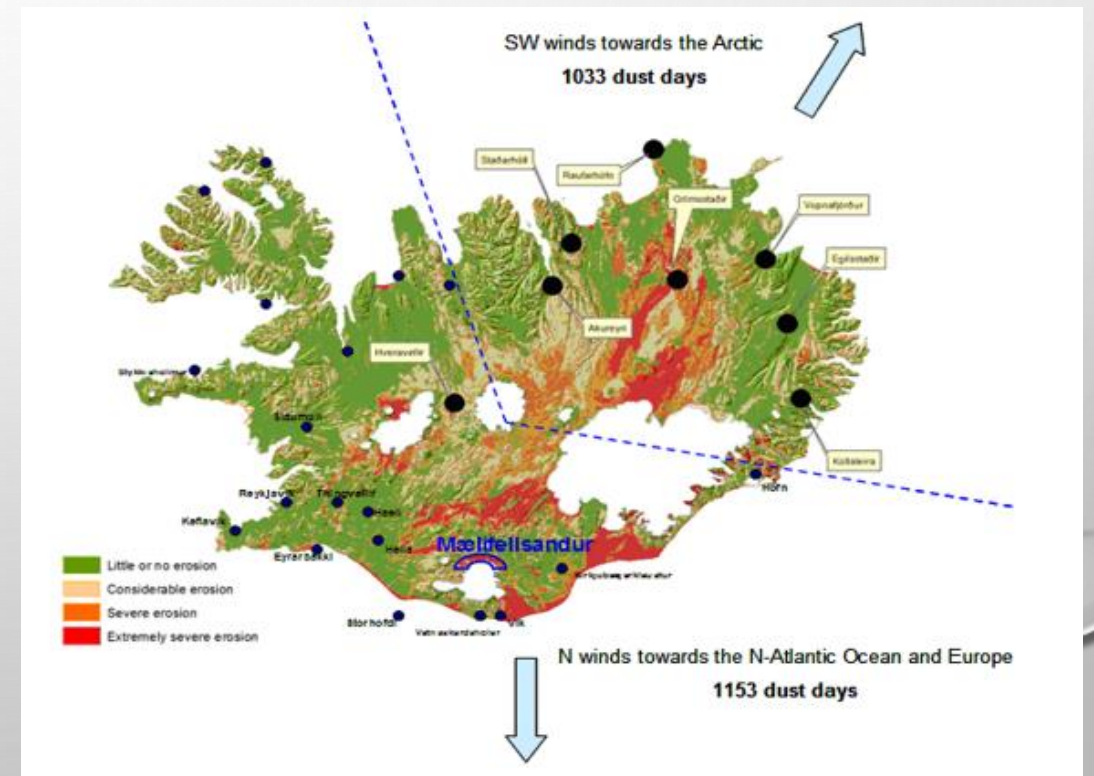 SW winds towards the Arctic
1033 dust days
Staðarhóll
Raufarhöfn
Grímsstaðir
Vopnafjörður
Egilsstaðir
Akureyri
Hveravellir
Kollaleira
Höfn
Reykjavík
Keflavík
Eyrarbakki
Hella
Mælifellsandur
Vík
Little or no erosion
Considerable erosion
Severe erosion
Extremely severe erosion
N winds towards the N-Atlantic Ocean and Europe
1153 dust days